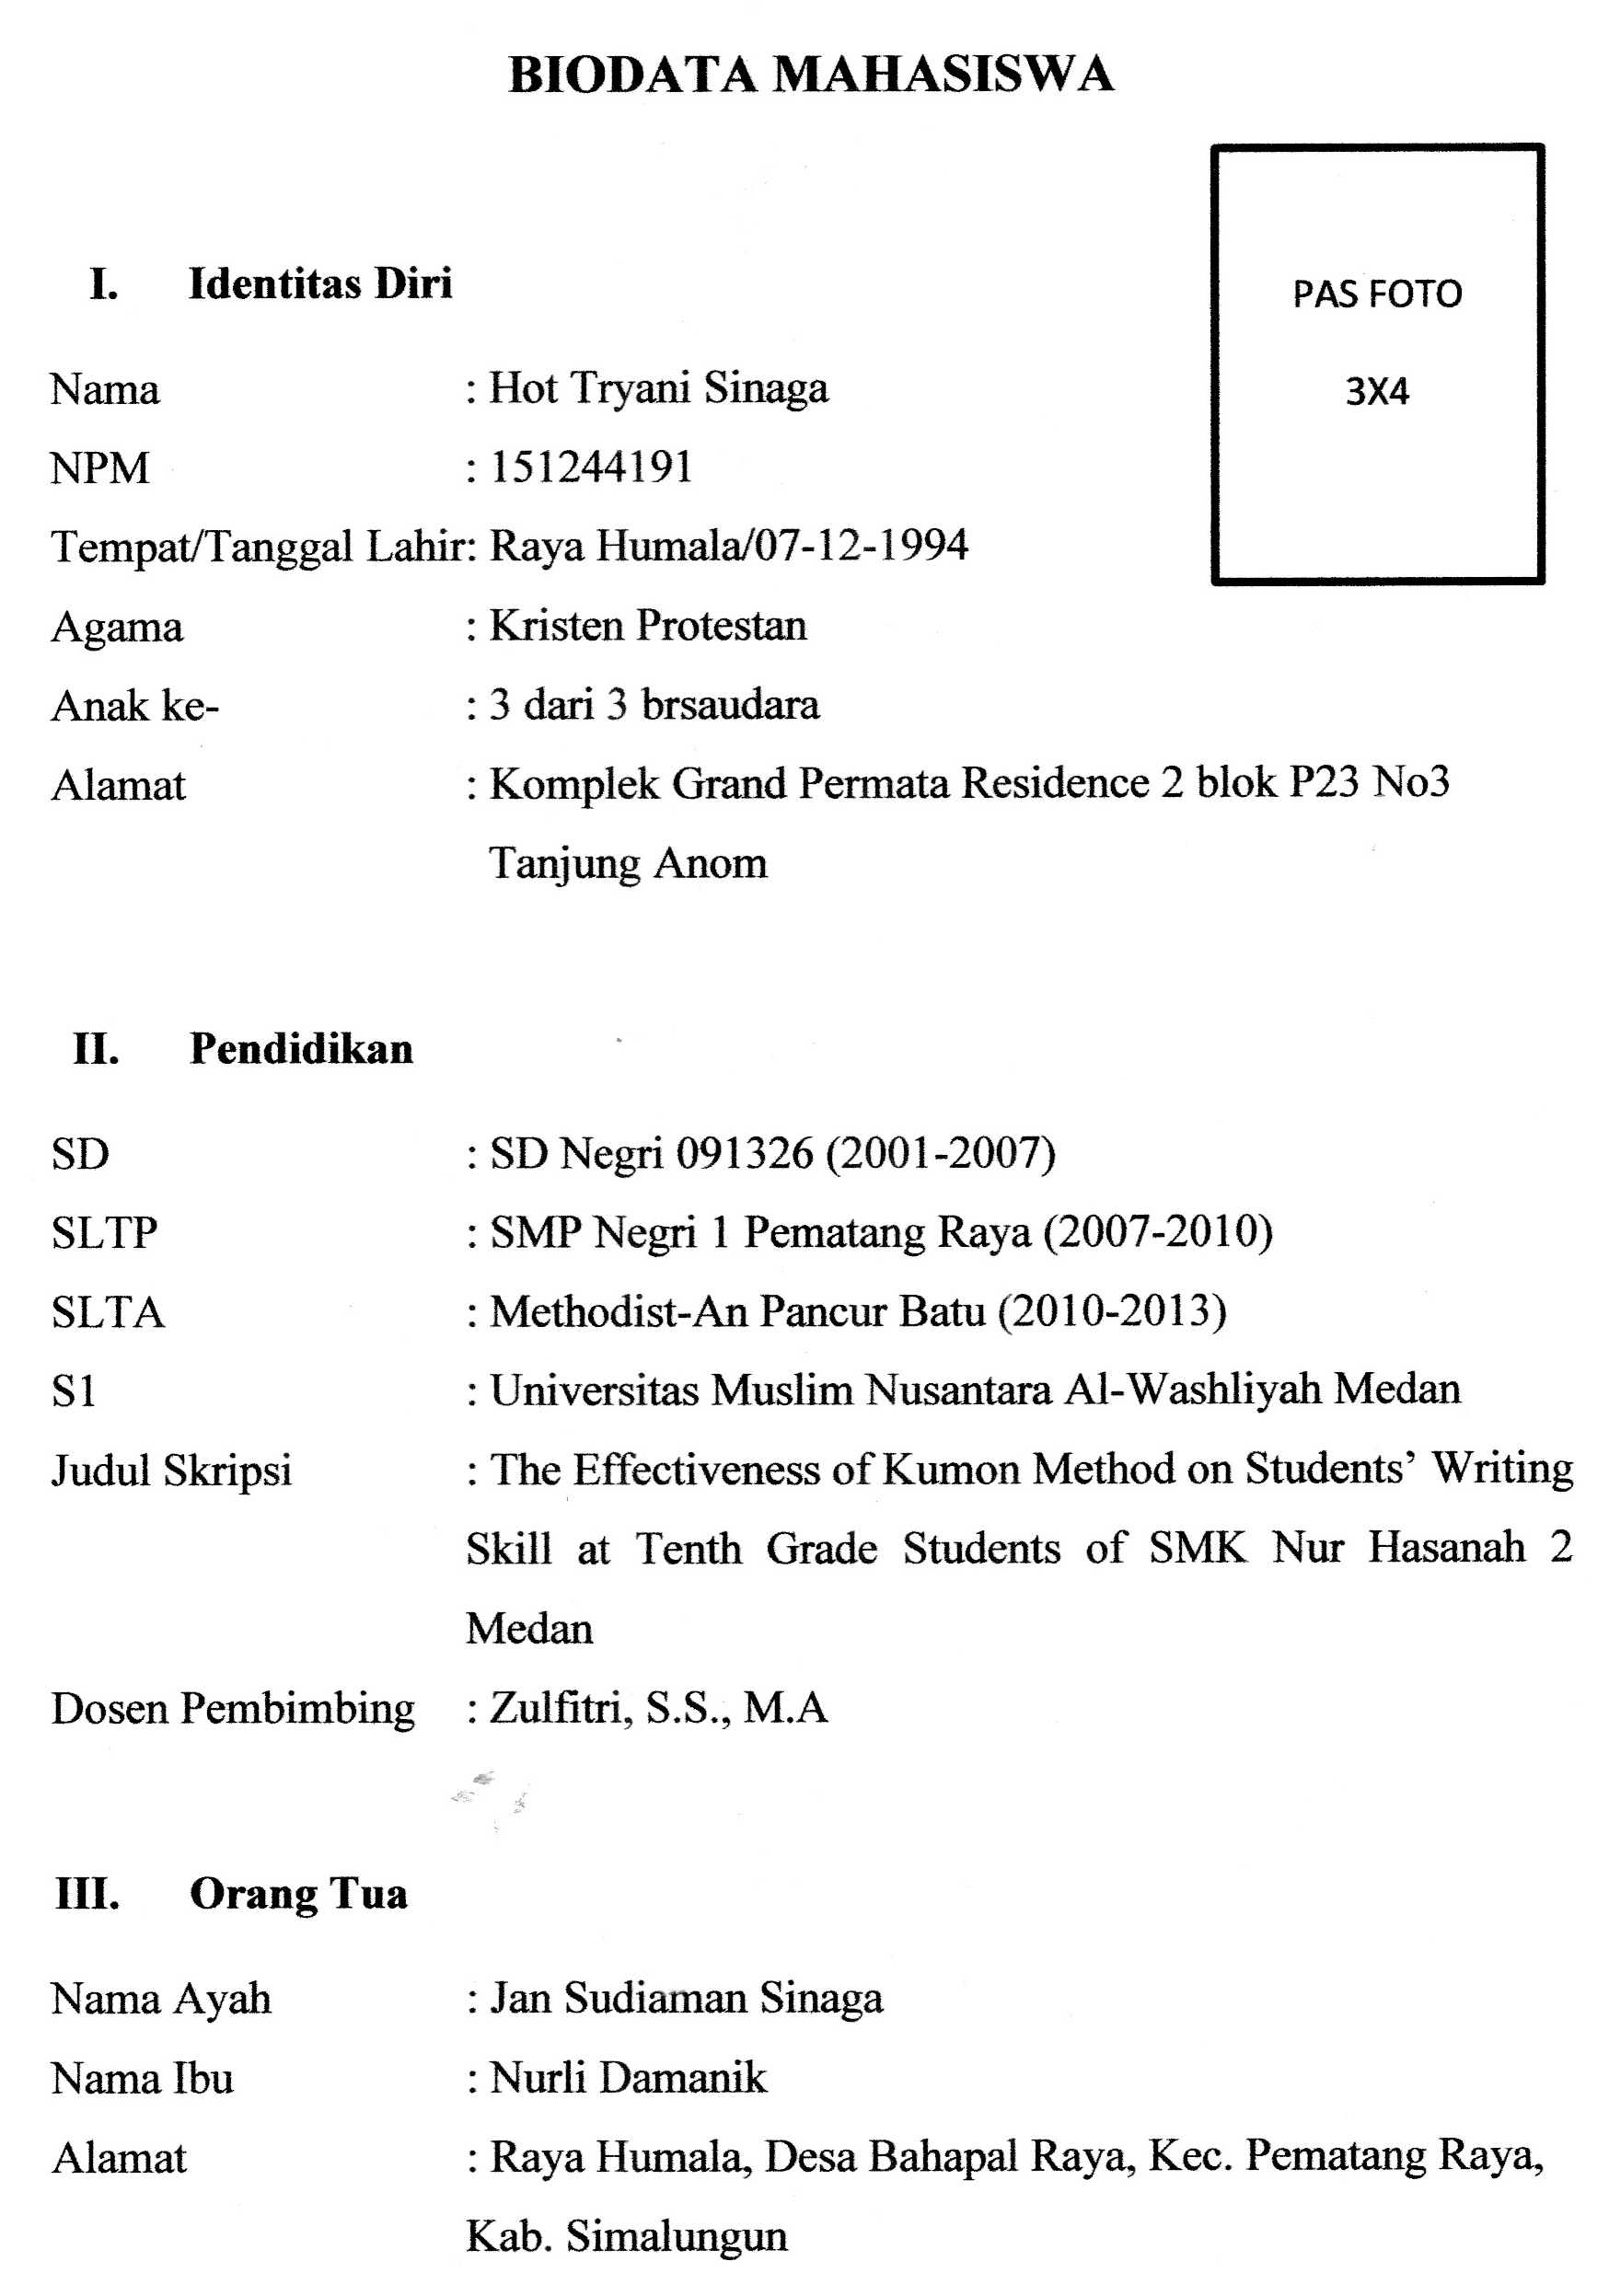 BIODATA MAHASISWA
PAS FOTO
3X4
I. Identitas Diri
Nama : Hot Tryani Sinaga
NPM : 151244191
Tempat/Tanggal Lahir: Raya Humala/07-12-1994
Agama : Kristen Protestan
Anak ke- : 3 dari 3 brsaudara
Alamat : Komplek Grand Permata Residence 2 blok P23 No3
Tanjung Anom
II. Pendidikan
SD : SD Negri 091326 (2001-2007)
SLTP : SMP Negri 1 Pematang Raya (2007-2010)
SLTA : Methodist-An Pancur Batu (2010-2013)
S1 : Universitas Muslim Nusantara Al-Washliyah Medan
Judul Skripsi : The Effectiveness of Kumon Method on Students’ Writing
Skill at Tenth Grade Students of SMK Nur Hasanah 2
Medan
Dosen Pembimbing : Zulfitri, S.S., M.A
III. Orang Tua
Nama Ayah : Jan Sudiaman Sinaga
Nama Ibu : Nurli Damanik
Alamat : Raya Humala, Desa Bahapal Raya, Kec. Pematang Raya,
Kab. Simalungun